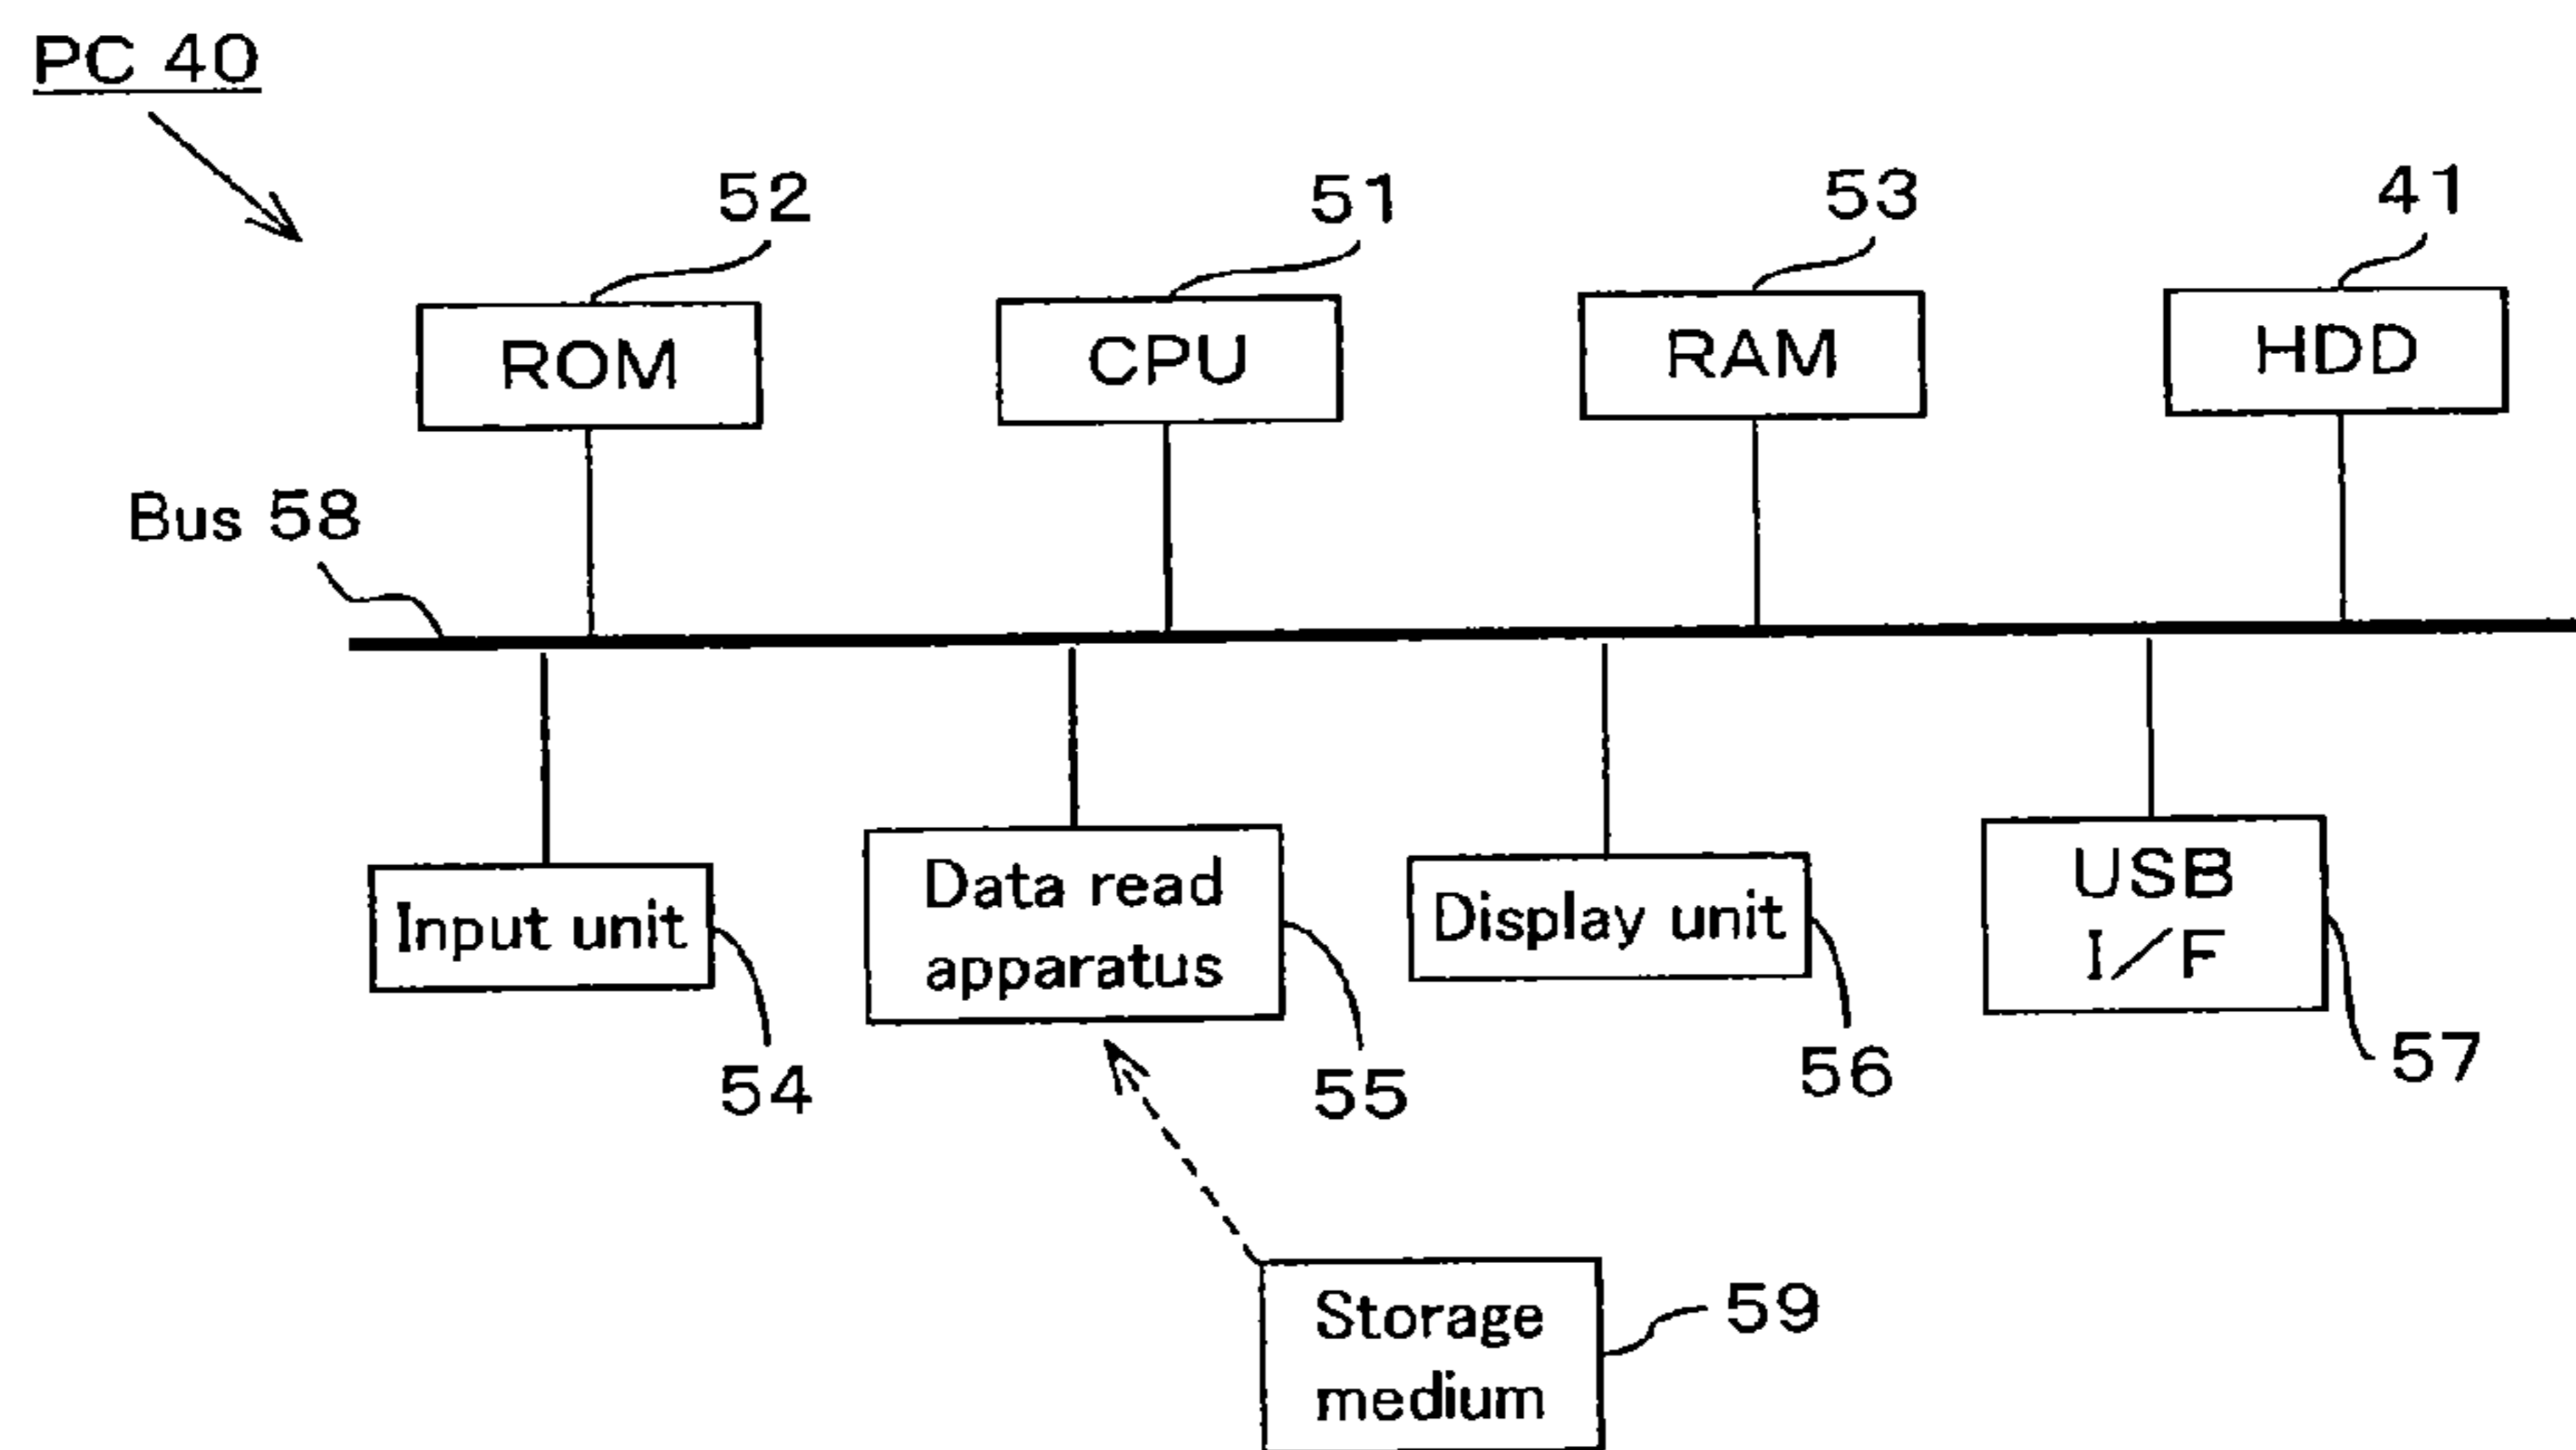 PC 40
52
51
53
41
ROM
CPU
RAM
HDD
Bus 58
Input unit
Data read
apparatus
Display unit
USB
I/F
54
55
56
57
Storage
medium
59